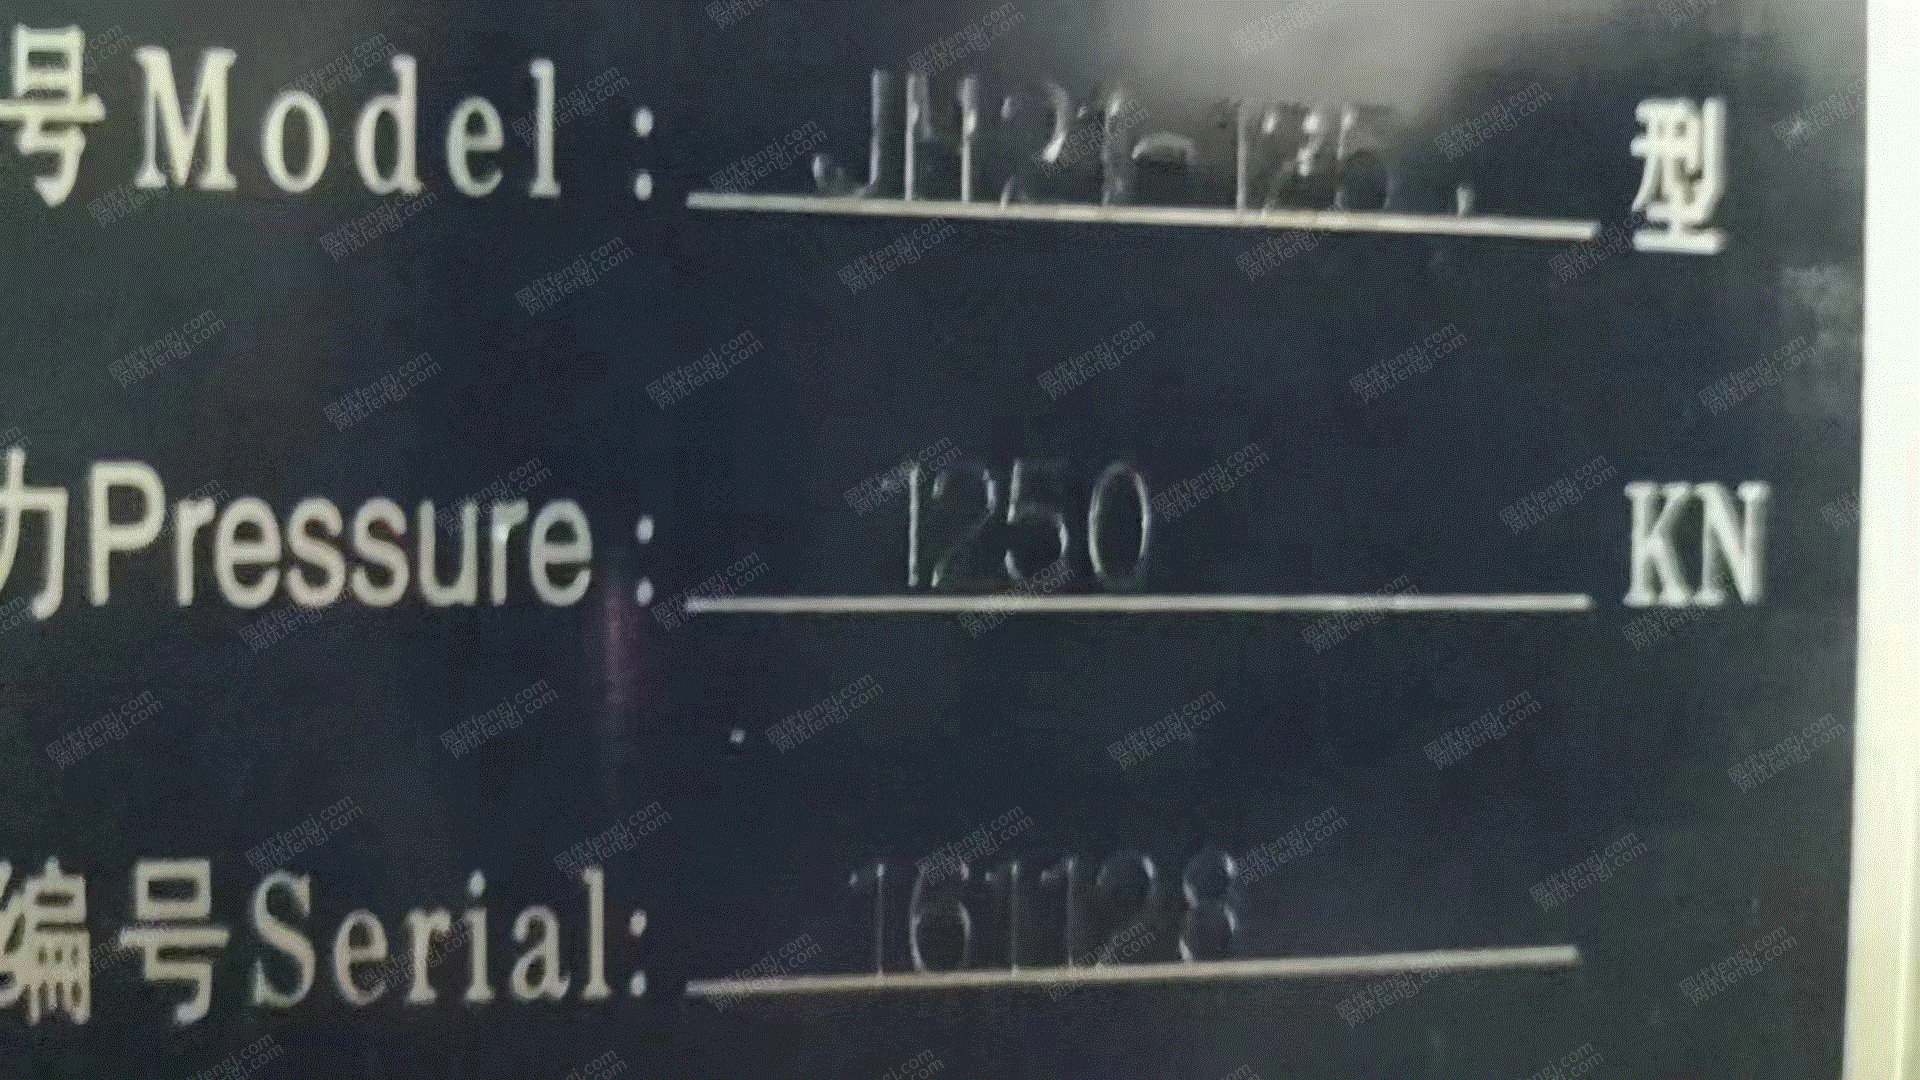 号Model: JH21-125. 型
力Pressure: 1250 KN
编号Serial: 161128